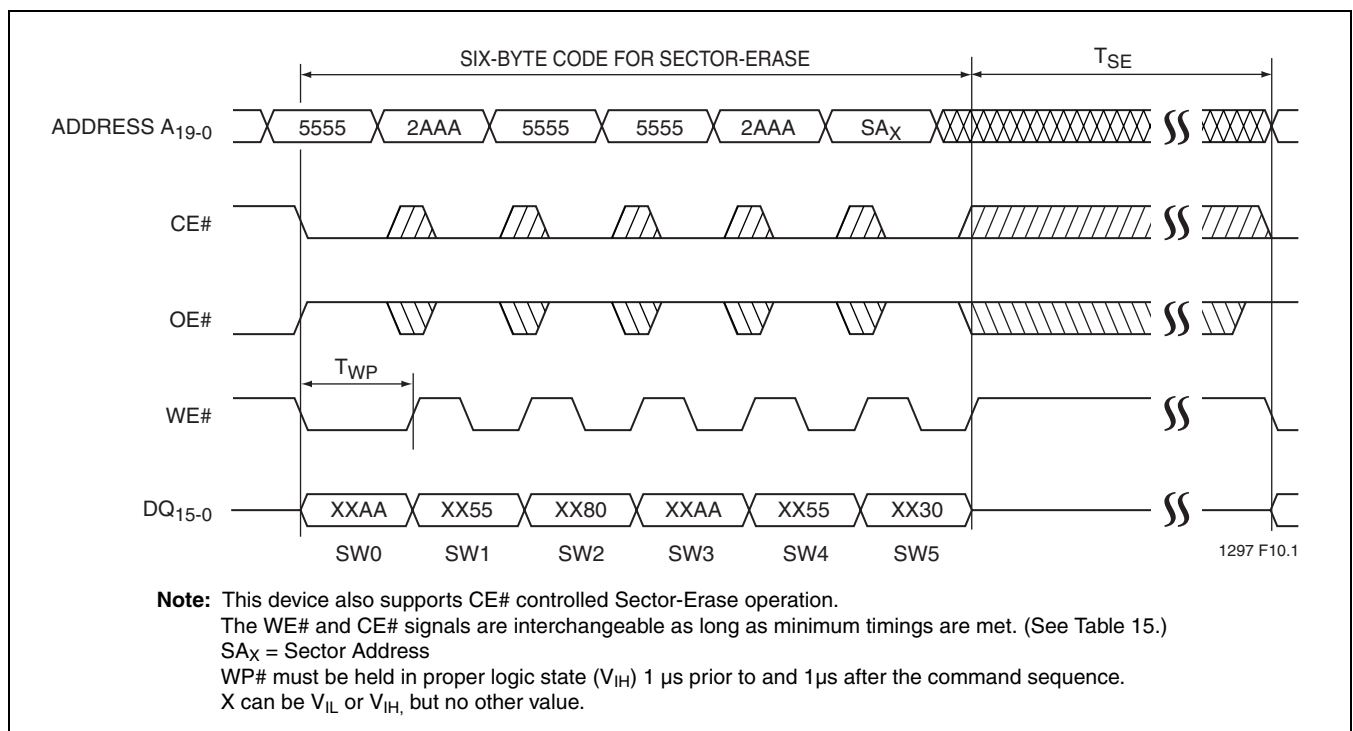 SIX-BYTE CODE FOR SECTOR-ERASE
TSE
ADDRESS A19-0
5555 2AAA 5555 5555 2AAA SAX
CE#
OE#
TWP
WE#
DQ15-0
XXAA XX55 XX80 XXAA XX55 XX30
SW0 SW1 SW2 SW3 SW4 SW5
1297 F10.1
Note: This device also supports CE# controlled Sector-Erase operation.
The WE# and CE# signals are interchangeable as long as minimum timings are met. (See Table 15.)
SAX = Sector Address
WP# must be held in proper logic state (VIH) 1 µs prior to and 1µs after the command sequence.
X can be VIL or VIH, but no other value.